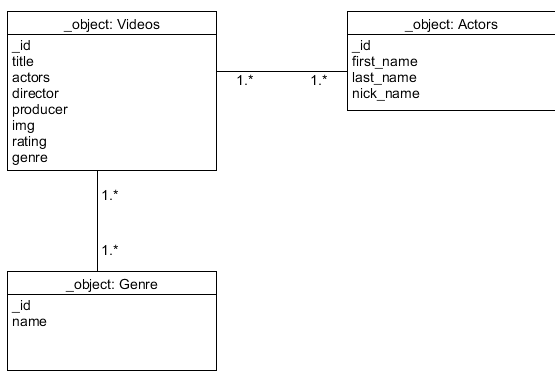 _object: Videos
_id
title
actors
director
producer
img
rating
genre
1.*
1.*
_object: Actors
_id
first_name
last_name
nick_name
1.*
1.*
_object: Genre
_id
name